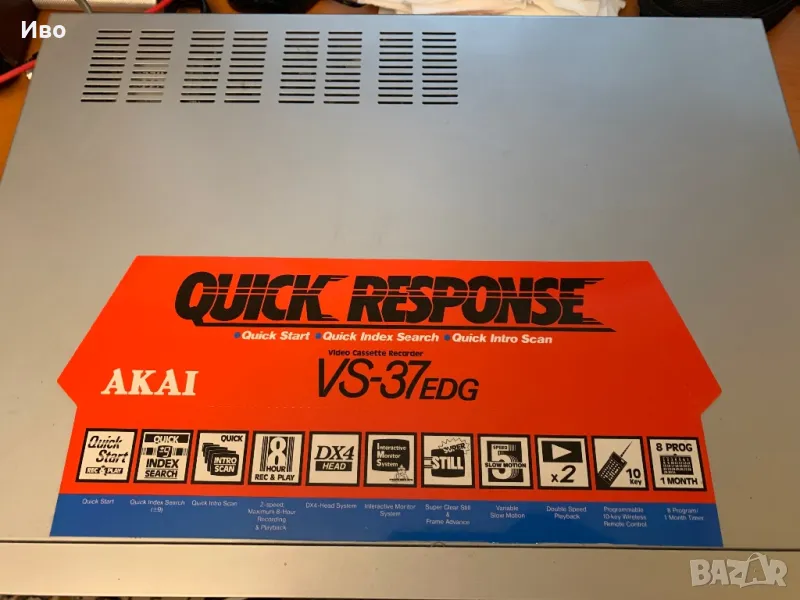 Иво
QUICK RESPONSE
•Quick Start •Quick Index Search •Quick Intro Scan
Video Cassette Recorder
AKAI
VS-37EDG
Quick Start REC & PLAY
QUICK ±9 INDEX SEARCH
QUICK INTRO SCAN
8 HOUR REC & PLAY
DX4 HEAD
Interactive Monitor System
SUPER STILL
SPEED 5 SLOW MOTION
x2
10 Key
8 PROG 1 MONTH
Quick Start
Quick Index Search (±9)
Quick Intro Scan
2-speed Maximum 8-Hour Recording & Playback
DX4-Head System
Interactive Monitor System
Super Clear Still & Frame Advance
Variable Slow Motion
Double Speed Playback
Programmable 10-key Wireless Remote Control
8 Program/ 1 Month Timer
BAZAR